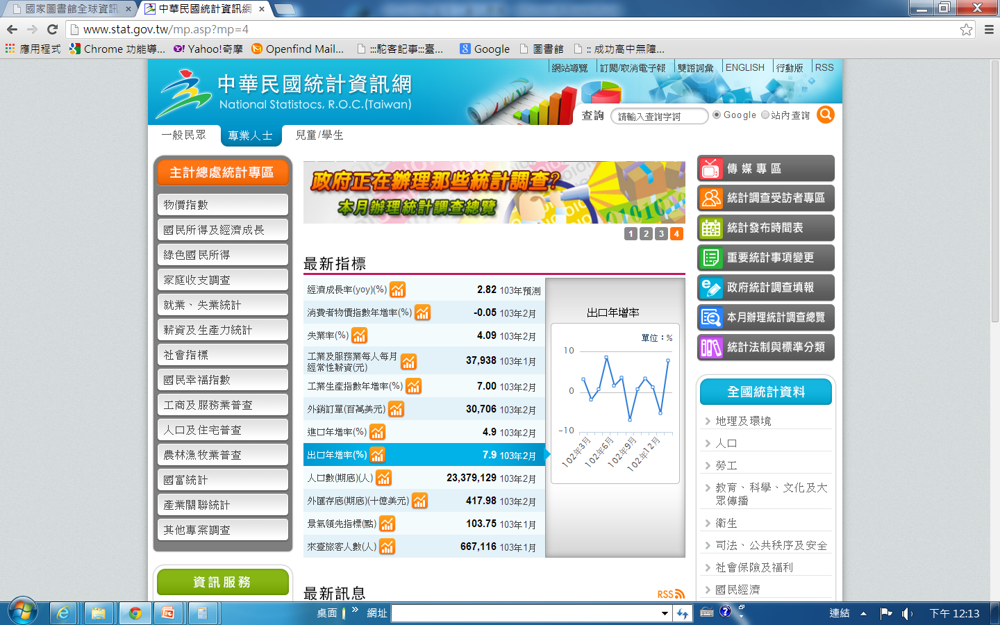 國家圖書館全球資訊
中華民國統計資訊網
www.stat.gov.tw/mp.asp?mp=4
應用程式
Chrome 功能導...
Yahoo!奇摩
Openfind Mail...
:::駝客記事:::臺...
Google
圖書館
:: 成功高中無障...
網站導覽
訂閱/取消電子報
雙語詞彙
ENGLISH
行動版
RSS
中華民國統計資訊網
National Statistocs, R.O.C.(Taiwan)
查詢
請輸入查詢字詞
Google
站內查詢
一般民眾
專業人士
兒童/學生
主計總處統計專區
物價指數
國民所得及經濟成長
綠色國民所得
家庭收支調查
就業、失業統計
薪資及生產力統計
社會指標
國民幸福指數
工商及服務業普查
人口及住宅普查
農林漁牧業普查
國富統計
產業關聯統計
其他專案調查
資訊服務
政府正在辦理那些統計調查?
本月辦理統計調查總覽
1 2 3 4
最新指標
經濟成長率(yoy)(%) 2.82 103年預測
消費者物價指數年增率(%) -0.05 103年2月
失業率(%) 4.09 103年2月
工業及服務業每人每月
經常性薪資(元) 37,938 103年1月
工業生產指數年增率(%) 7.00 103年2月
外銷訂單(百萬美元) 30,706 103年2月
進口年增率(%) 4.9 103年2月
出口年增率(%) 7.9 103年2月
人口數(期底)(人) 23,379,129 103年2月
外匯存底(期底)(十億美元) 417.98 103年2月
景氣領先指標(點) 103.75 103年1月
來臺旅客人數(人) 667,116 103年1月
出口年增率
單位：%
10
0
-10
102年3月
102年6月
102年9月
102年12月
最新訊息
RSS
傳媒專區
統計調查受訪者專區
統計發布時間表
重要統計事項變更
政府統計調查填報
本月辦理統計調查總覽
統計法制與標準分類
全國統計資料
地理及環境
人口
勞工
教育、科學、文化及大
眾傳播
衛生
司法、公共秩序及安全
社會保險及福利
國民經濟
桌面
»
網址
連結
下午 12:13